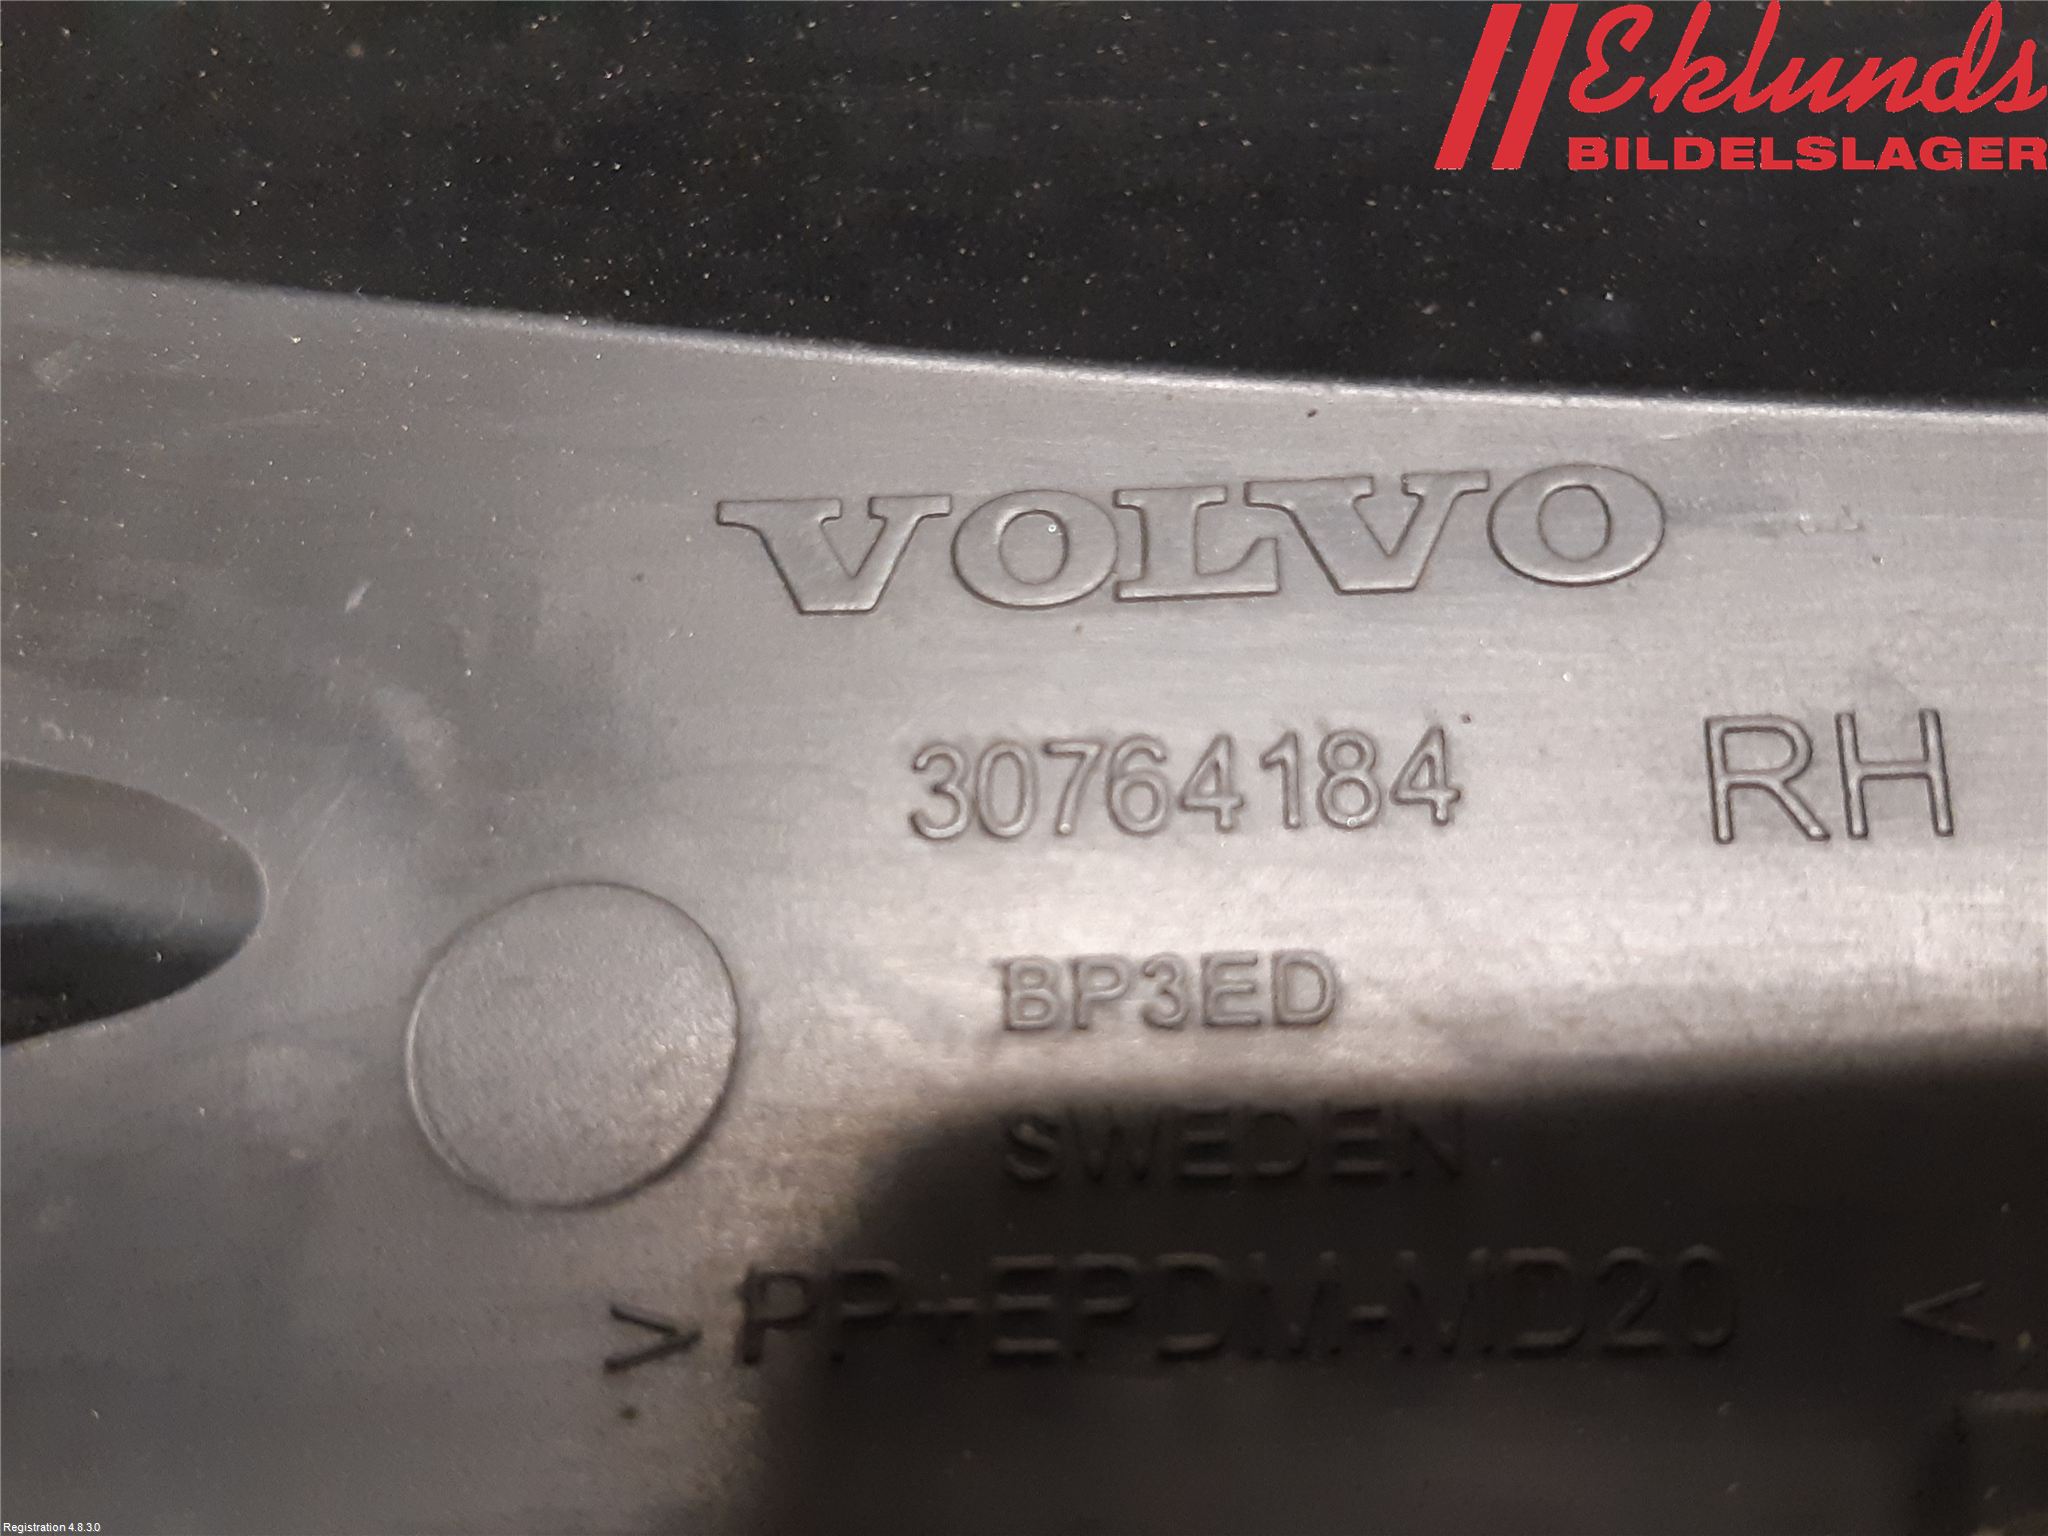 Eklunds
BILDELSLAGER
VOLVO
30764184 RH
BP3ED
SWEDEN
>PP+EPDM-MD20 <
Registration 4.8.3.0